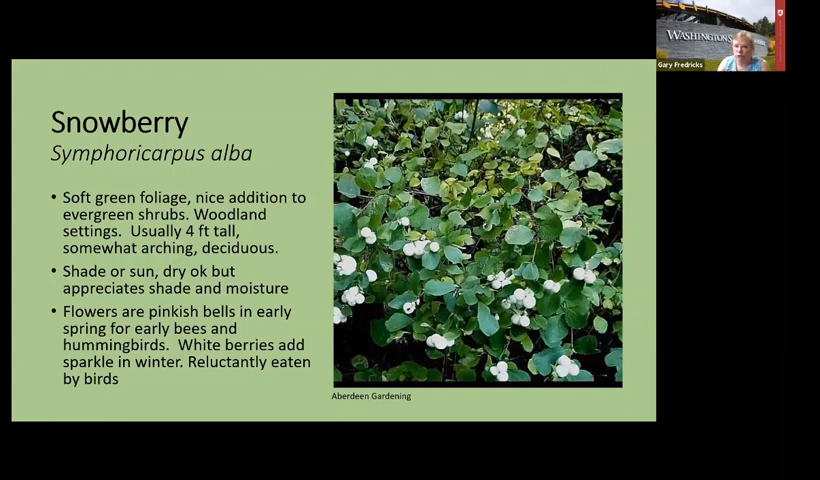 Snowberry
Symphoricarpus alba
• Soft green foliage, nice addition to
evergreen shrubs. Woodland
settings.  Usually 4 ft tall,
somewhat arching, deciduous.
• Shade or sun, dry ok but
appreciates shade and moisture
• Flowers are pinkish bells in early
spring for early bees and
hummingbirds.  White berries add
sparkle in winter. Reluctantly eaten
by birds
Aberdeen Gardening
WASHINGTON
Gary Fredricks